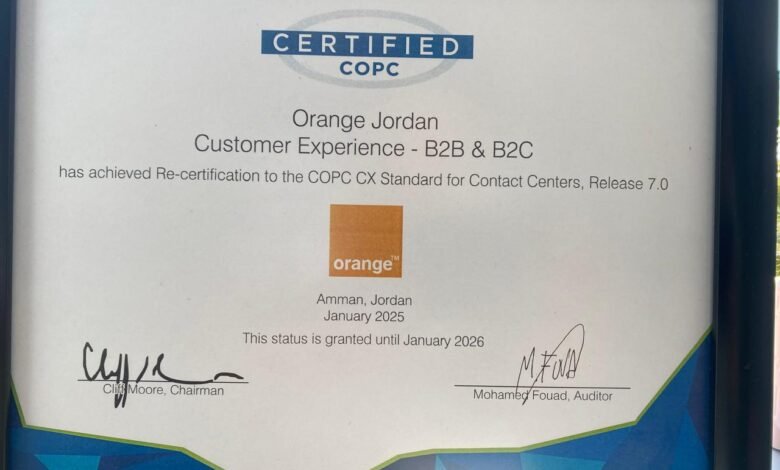 CERTIFIED
COPC
Orange Jordan
Customer Experience - B2B & B2C
has achieved Re-certification to the COPC CX Standard for Contact Centers, Release 7.0
orange™
Amman, Jordan
January 2025
This status is granted until January 2026
M. Fouad
Cliff Moore, Chairman
Mohamed Fouad, Auditor